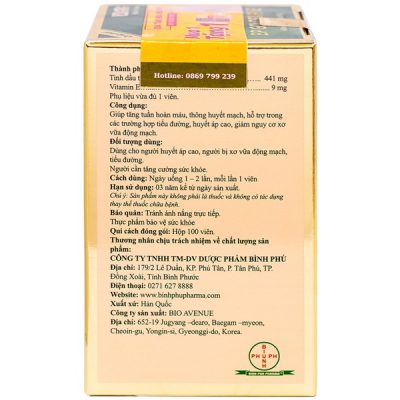 Hotline: 0869 799 239
Thành ph
Tinh dầu t 441 mg
Vitamin E 9 mg
Phụ liệu vừa đủ 1 viên.
Công dụng:
Giúp tăng tuần hoàn máu, thông huyết mạch, hỗ trợ trong
các trường hợp tiểu đường, huyết áp cao, giảm nguy cơ xơ
vữa động mạch.
Đối tượng dùng:
Dùng cho người huyết áp cao, người bị xơ vữa động mạch,
tiểu đường.
Người cần tăng cường sức khỏe.
Cách dùng: Ngày uống 1 – 2 lần, mỗi lần 1 viên
Hạn sử dụng: 03 năm kể từ ngày sản xuất.
Chú ý: Sản phẩm này không phải là thuốc và không có tác dụng
thay thế thuốc chữa bệnh.
Bảo quản: Tránh ánh nắng trực tiếp.
Thực phẩm bảo vệ sức khỏe
Qui cách đóng gói: Hộp 100 viên.
Thương nhân chịu trách nhiệm về chất lượng sản
phẩm:
CÔNG TY TNHH TM-DV DƯỢC PHẨM BÌNH PHÚ
Địa chỉ: 179/2 Lê Duẩn, KP. Phú Tân, P. Tân Phú, TP.
Đồng Xoài, Tỉnh Bình Phước
Điện thoại: 0271 627 8888
Website: www.binhphupharma.com
Xuất xứ: Hàn Quốc
Công ty sản xuất: BIO AVENUE
Địa chỉ: 652-19 Jugyang –dearo, Baegam –myeon,
Cheoin-gu, Yongin-si, Gyeonggi-do, Korea.